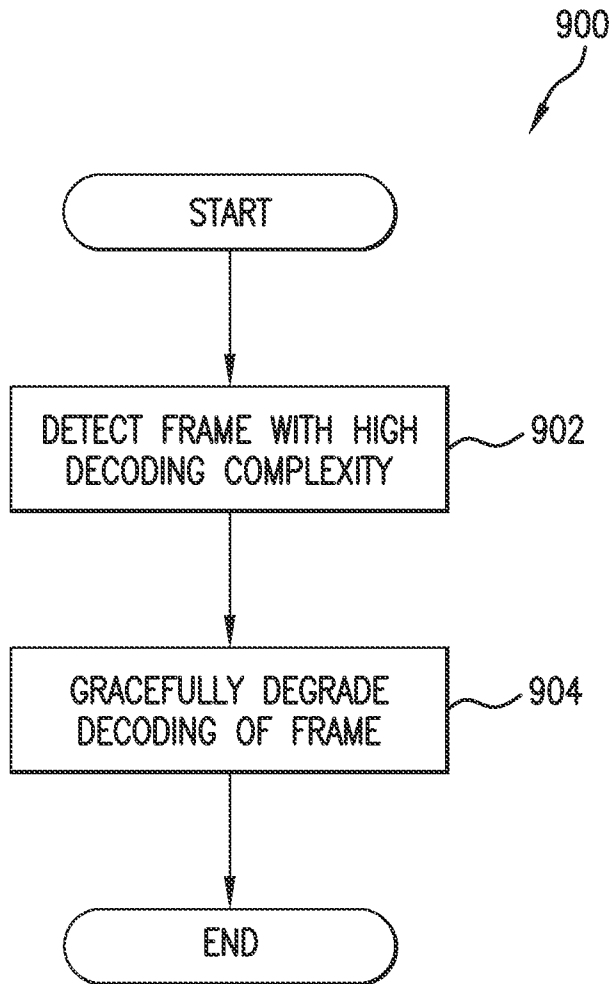 900
START
DETECT FRAME WITH HIGH
DECODING COMPLEXITY
902
GRACEFULLY DEGRADE
DECODING OF FRAME
904
END